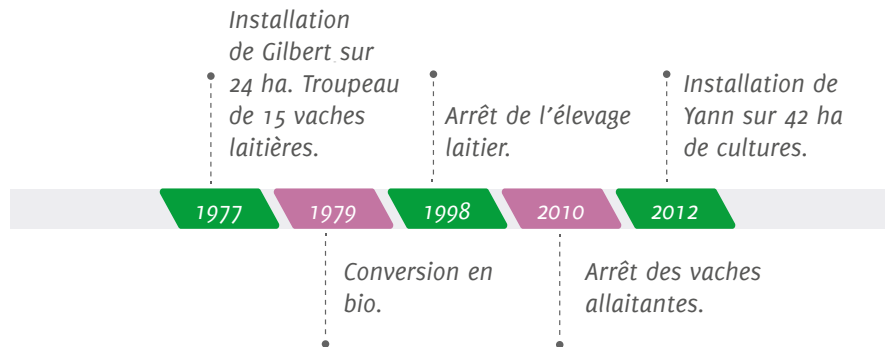 Installation
de Gilbert sur
24 ha. Troupeau
de 15 vaches
laitières.
Arrêt de l'élevage
laitier.
Installation de
Yann sur 42 ha
de cultures.
1977
1979
1998
2010
2012
Conversion en
bio.
Arrêt des vaches
allaitantes.